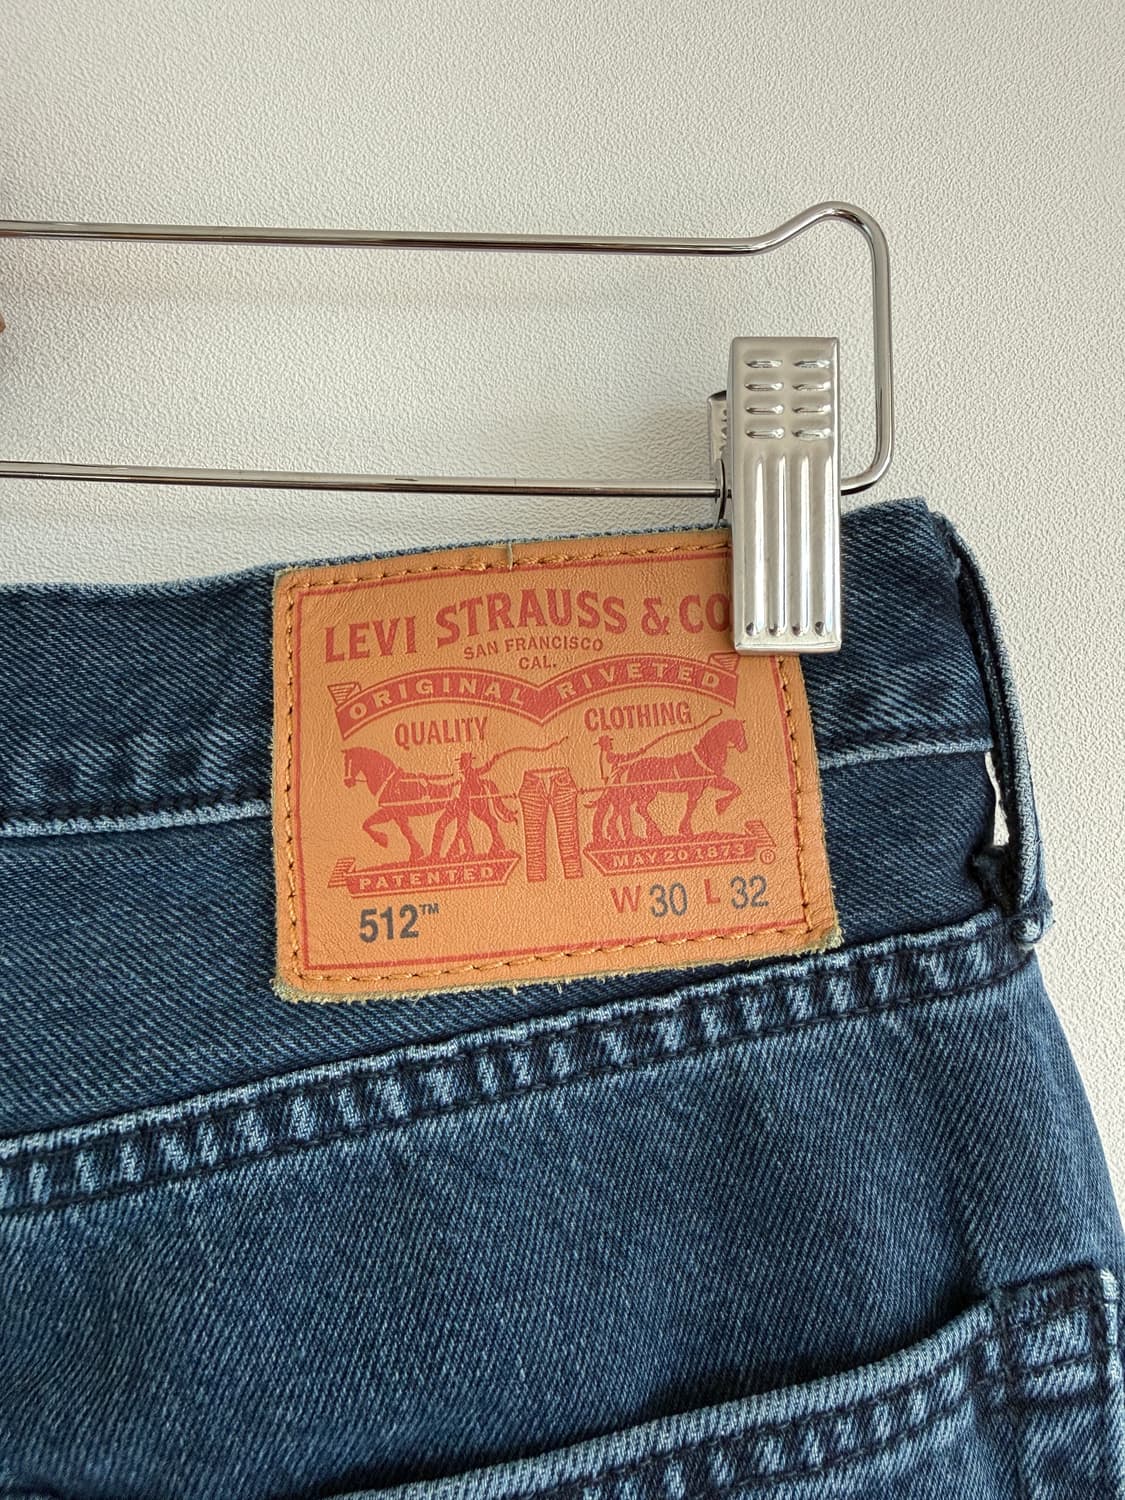 LEVI STRAUSS & CO
SAN FRANCISCO
CAL.
ORIGINAL RIVETED
QUALITY CLOTHING
PATENTED MAY 20 1873 ®
512™ W 30 L 32